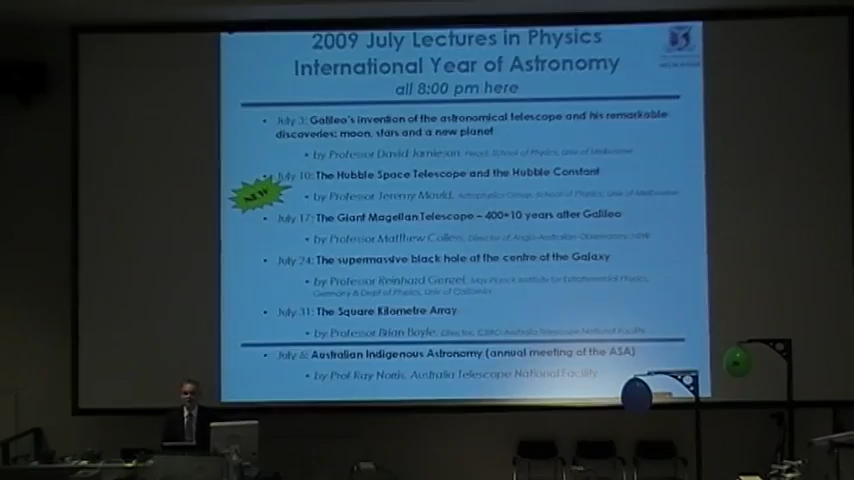 2009 July Lectures in Physics
International Year of Astronomy
all 8:00 pm here
• July 3: Galileo's invention of the astronomical telescope and his remarkable
discoveries: moon, stars and a new planet
• by Professor David Jamieson, Head, School of Physics, Univ of Melbourne
• July 10: The Hubble Space Telescope and the Hubble Constant
NEW
• by Professor Jeremy Mould, Astrophysics Group, School of Physics, Univ of Melbourne
• July 17: The Giant Magellan Telescope – 400+10 years after Galileo
• by Professor Matthew Colless, Director of Anglo-Australian Observatory, NSW
• July 24: The supermassive black hole at the centre of the Galaxy
• by Professor Reinhard Genzel, Max Planck Institute for Extraterrestrial Physics,
Germany & Dept of Physics, Univ of California
• July 31: The Square Kilometre Array
• by Professor Brian Boyle, Director, CSIRO Australia Telescope National Facility
• July 6: Australian Indigenous Astronomy (annual meeting of the ASA)
• by Prof Ray Norris, Australia Telescope National Facility